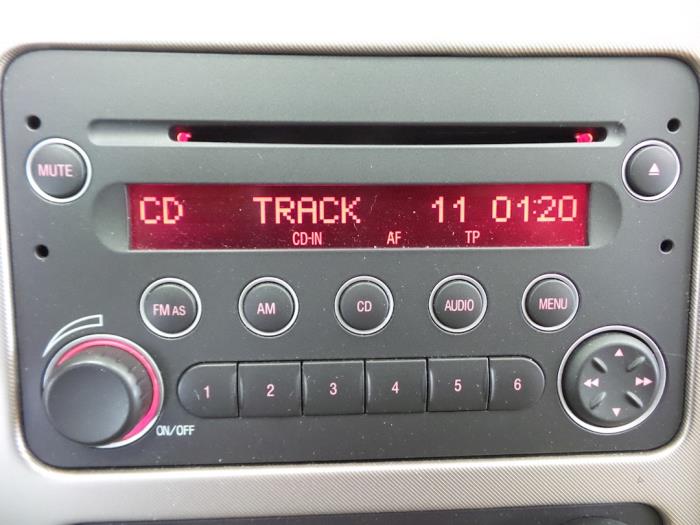 MUTE
CD TRACK 11 01:20
CD-IN AF TP
FM AS AM CD AUDIO MENU
1 2 3 4 5 6
ON/OFF